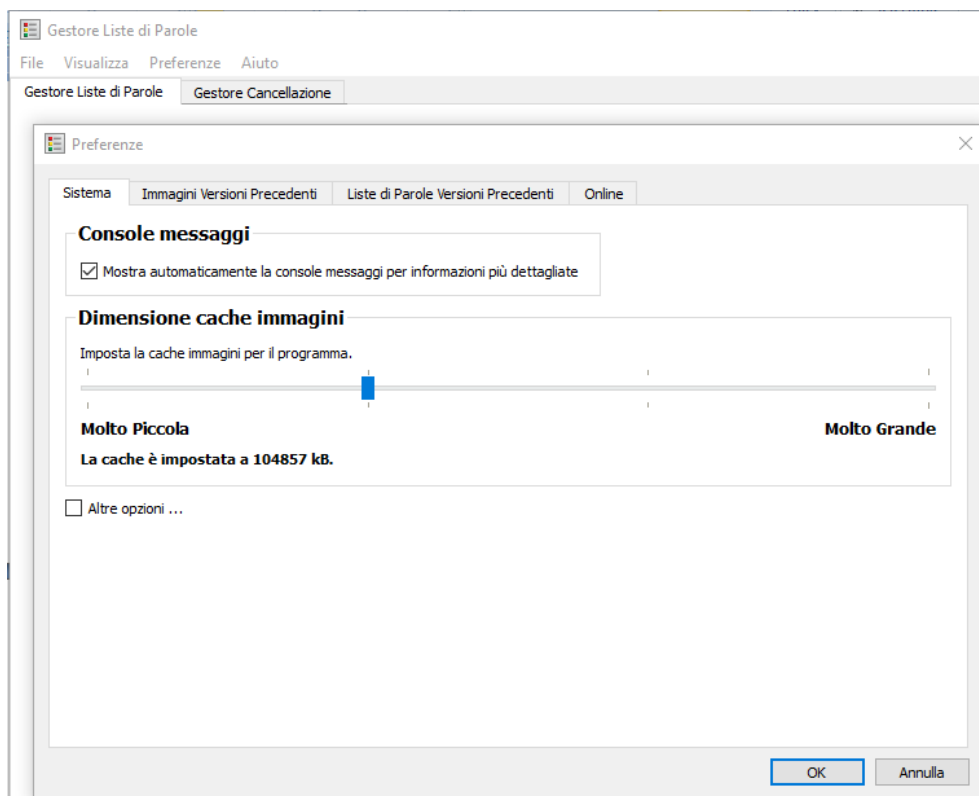 Gestore Liste di Parole
File Visualizza Preferenze Aiuto
Gestore Liste di Parole Gestore Cancellazione
Preferenze
Sistema Immagini Versioni Precedenti Liste di Parole Versioni Precedenti Online
Console messaggi
Mostra automaticamente la console messaggi per informazioni più dettagliate
Dimensione cache immagini
Imposta la cache immagini per il programma.
Molto Piccola Molto Grande
La cache è impostata a 104857 kB.
Altre opzioni ...
OK Annulla